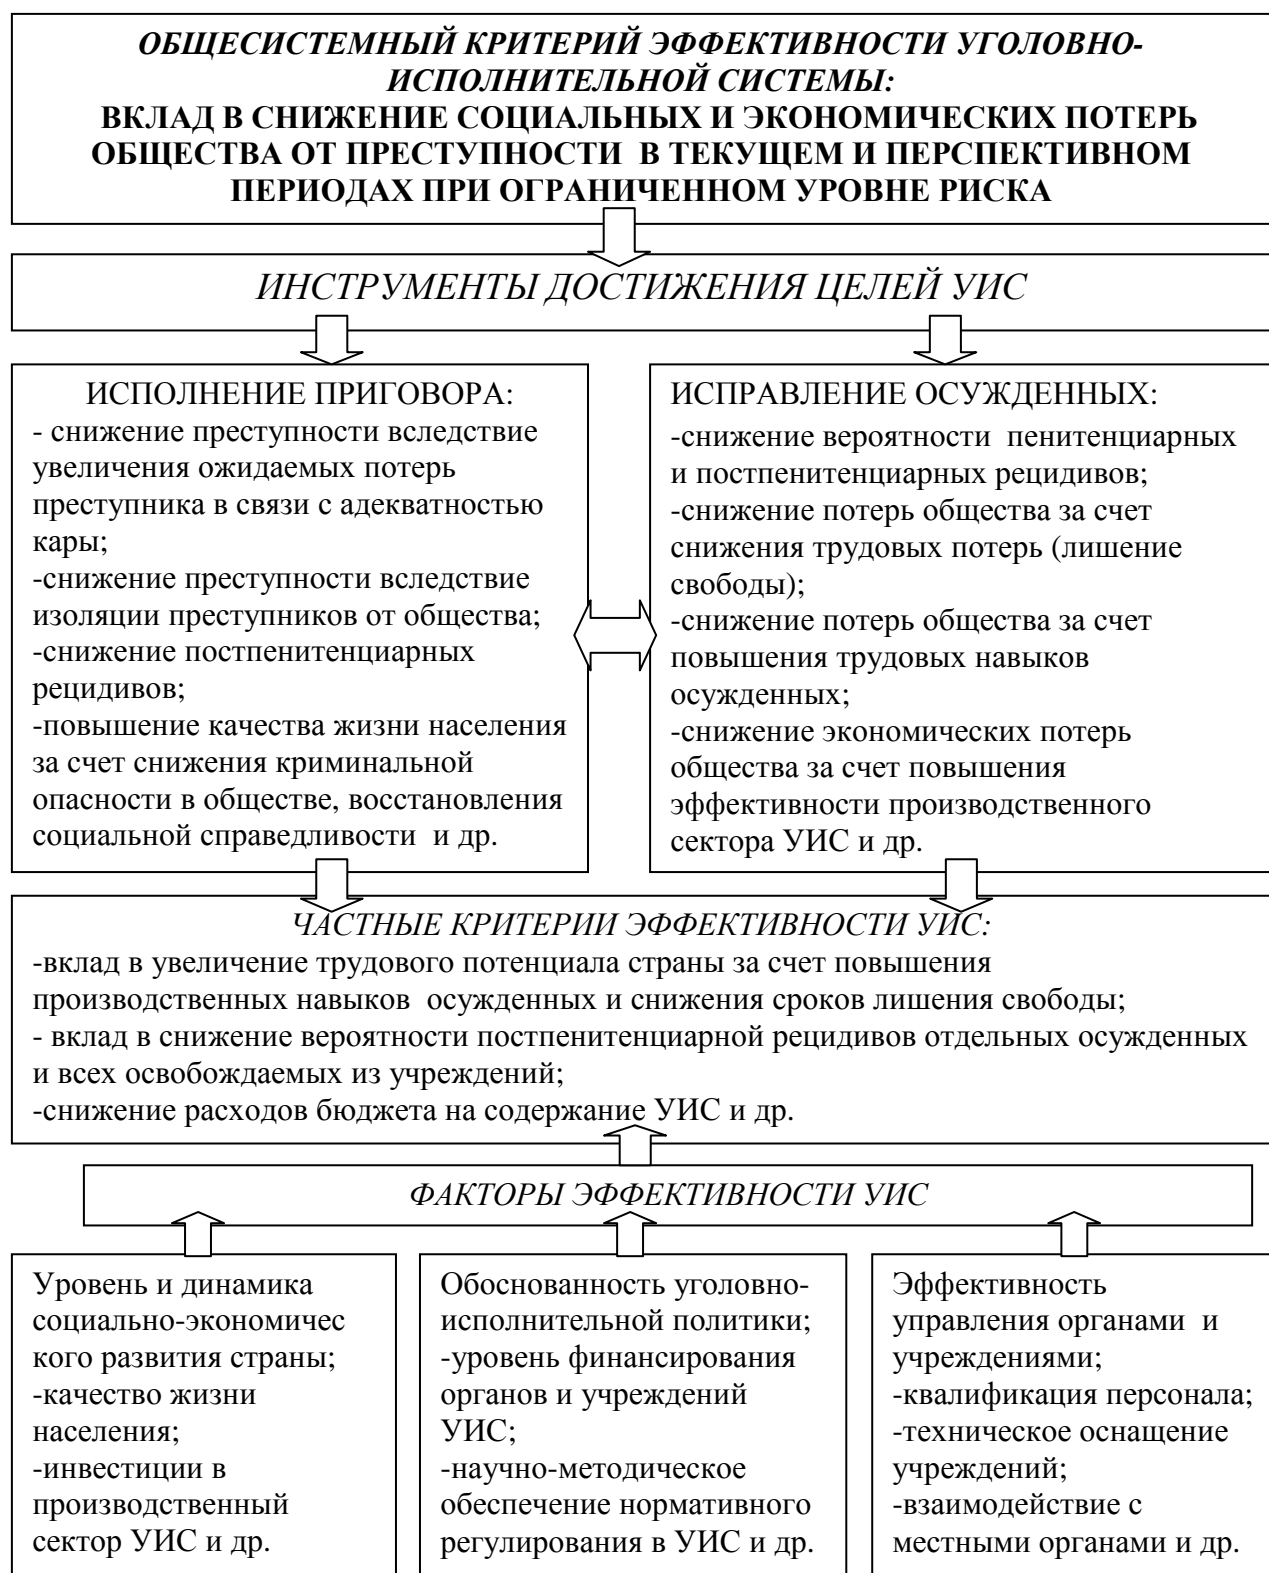 ОБЩЕСИСТЕМНЫЙ КРИТЕРИЙ ЭФФЕКТИВНОСТИ УГОЛОВНО-
ИСПОЛНИТЕЛЬНОЙ СИСТЕМЫ:
ВКЛАД В СНИЖЕНИЕ СОЦИАЛЬНЫХ И ЭКОНОМИЧЕСКИХ ПОТЕРЬ
ОБЩЕСТВА ОТ ПРЕСТУПНОСТИ В ТЕКУЩЕМ И ПЕРСПЕКТИВНОМ
ПЕРИОДАХ ПРИ ОГРАНИЧЕННОМ УРОВНЕ РИСКА
ИНСТРУМЕНТЫ ДОСТИЖЕНИЯ ЦЕЛЕЙ УИС
ИСПОЛНЕНИЕ ПРИГОВОРА:
- снижение преступности вследствие
увеличения ожидаемых потерь
преступника в связи с адекватностью
кары;
-снижение преступности вследствие
изоляции преступников от общества;
-снижение постпенитенциарных
рецидивов;
-повышение качества жизни населения
за счет снижения криминальной
опасности в обществе, восстановления
социальной справедливости и др.
ИСПРАВЛЕНИЕ ОСУЖДЕННЫХ:
-снижение вероятности пенитенциарных
и постпенитенциарных рецидивов;
-снижение потерь общества за счет
снижения трудовых потерь (лишение
свободы);
-снижение потерь общества за счет
повышения трудовых навыков
осужденных;
-снижение экономических потерь
общества за счет повышения
эффективности производственного
сектора УИС и др.
ЧАСТНЫЕ КРИТЕРИИ ЭФФЕКТИВНОСТИ УИС:
-вклад в увеличение трудового потенциала страны за счет повышения
производственных навыков осужденных и снижения сроков лишения свободы;
- вклад в снижение вероятности постпенитенциарной рецидивов отдельных осужденных
и всех освобождаемых из учреждений;
-снижение расходов бюджета на содержание УИС и др.
ФАКТОРЫ ЭФФЕКТИВНОСТИ УИС
Уровень и динамика
социально-экономичес
кого развития страны;
-качество жизни
населения;
-инвестиции в
производственный
сектор УИС и др.
Обоснованность уголовно-
исполнительной политики;
-уровень финансирования
органов и учреждений
УИС;
-научно-методическое
обеспечение нормативного
регулирования в УИС и др.
Эффективность
управления органами и
учреждениями;
-квалификация персонала;
-техническое оснащение
учреждений;
-взаимодействие с
местными органами и др.